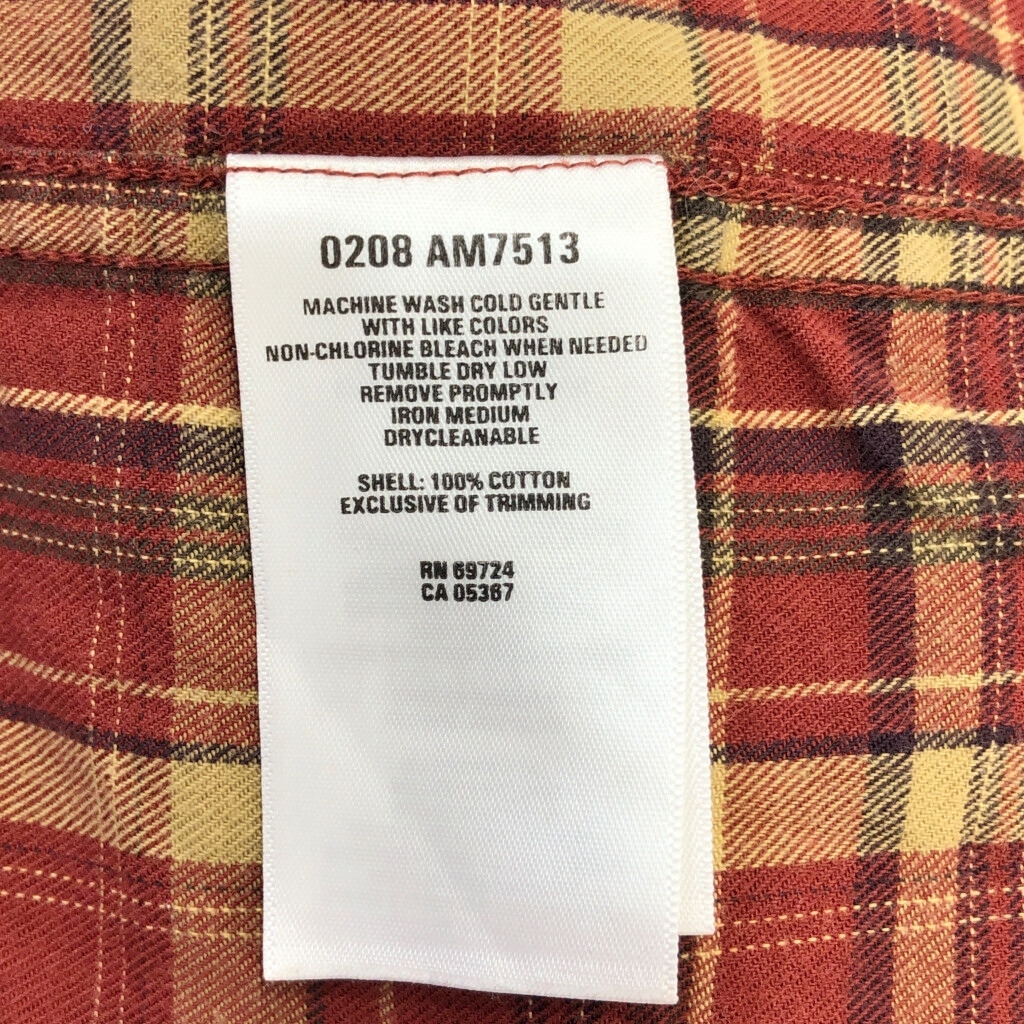 0208 AM7513
MACHINE WASH COLD GENTLE
WITH LIKE COLORS
NON-CHLORINE BLEACH WHEN NEEDED
TUMBLE DRY LOW
REMOVE PROMPTLY
IRON MEDIUM
DRYCLEANABLE
SHELL: 100% COTTON
EXCLUSIVE OF TRIMMING
RN 69724
CA 05367